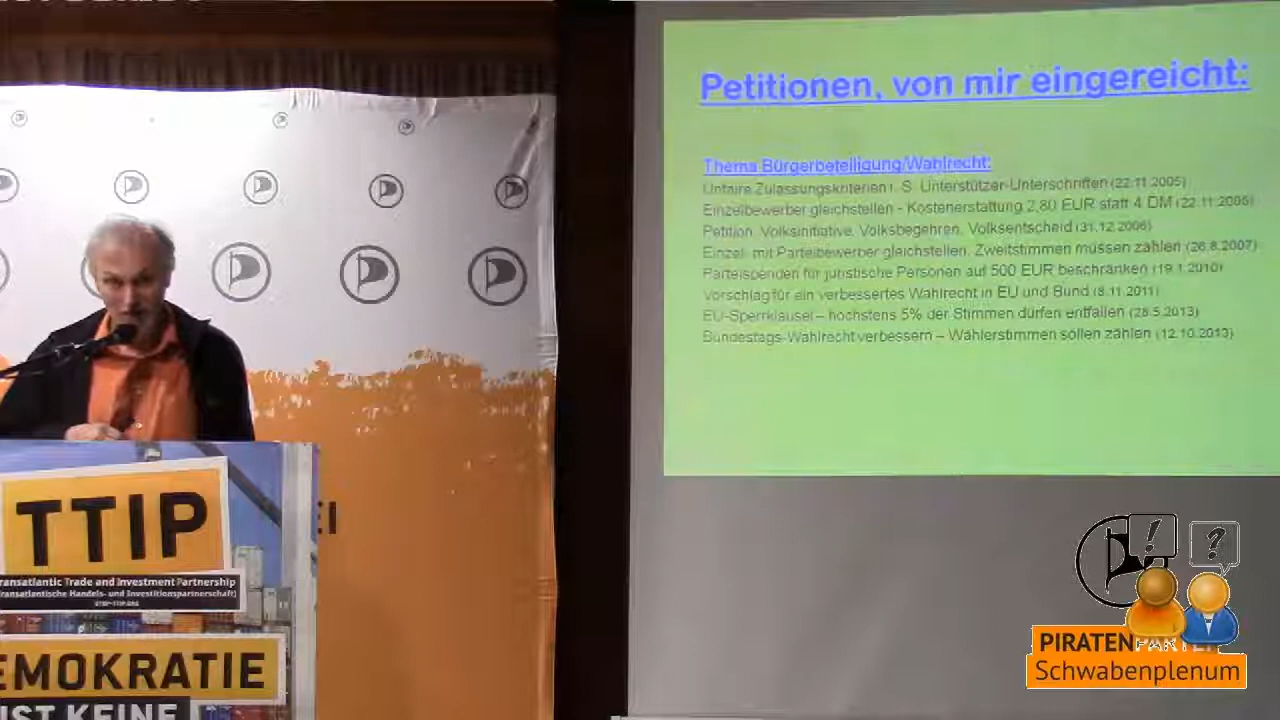 Petitionen, von mir eingereicht:
Thema Bürgerbeteiligung/Wahlrecht:
Unfaire Zulassungskriterien i. S. Unterstützer-Unterschriften (22.11.2005)
Einzelbewerber gleichstellen - Kostenerstattung 2,80 EUR statt 4 DM (22.11.2005)
Petition, Volksinitiative, Volksbegehren, Volksentscheid (31.12.2006)
Einzel- mit Parteibewerber gleichstellen, Zweitstimmen müssen zählen (26.8.2007)
Parteispenden für juristische Personen auf 500 EUR beschränken (19.1.2010)
Vorschlag für ein verbessertes Wahlrecht in EU und Bund (8.11.2011)
EU-Sperrklausel – höchstens 5% der Stimmen dürfen entfallen (28.5.2013)
Bundestags-Wahlrecht verbessern – Wählerstimmen sollen zählen (12.10.2013)
EI
TTIP
ransatlantic Trade and Investment Partnership
ransatlantische Handels- und Investitionspartnerschaft)
EMOKRATIE
IST KEINE
! ?
PIRATENPARTEI
Schwabenplenum